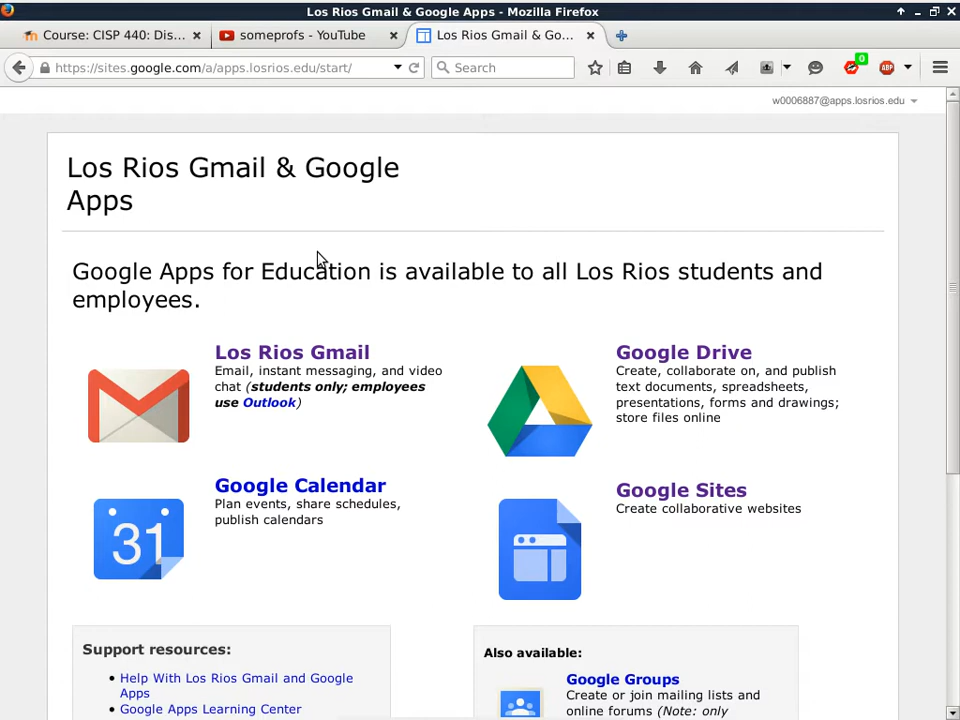 Los Rios Gmail & Google Apps - Mozilla Firefox
Course: CISP 440: Dis...
someprofs - YouTube
Los Rios Gmail & Go...
https://sites.google.com/a/apps.losrios.edu/start/
Search
0
ABP
w0006887@apps.losrios.edu
Los Rios Gmail & Google
Apps
Google Apps for Education is available to all Los Rios students and
employees.
Los Rios Gmail
Email, instant messaging, and video
chat (students only; employees
use Outlook)
Google Drive
Create, collaborate on, and publish
text documents, spreadsheets,
presentations, forms and drawings;
store files online
31
Google Calendar
Plan events, share schedules,
publish calendars
Google Sites
Create collaborative websites
Support resources:
• Help With Los Rios Gmail and Google
Apps
• Google Apps Learning Center
Also available:
Google Groups
Create or join mailing lists and
online forums (Note: only